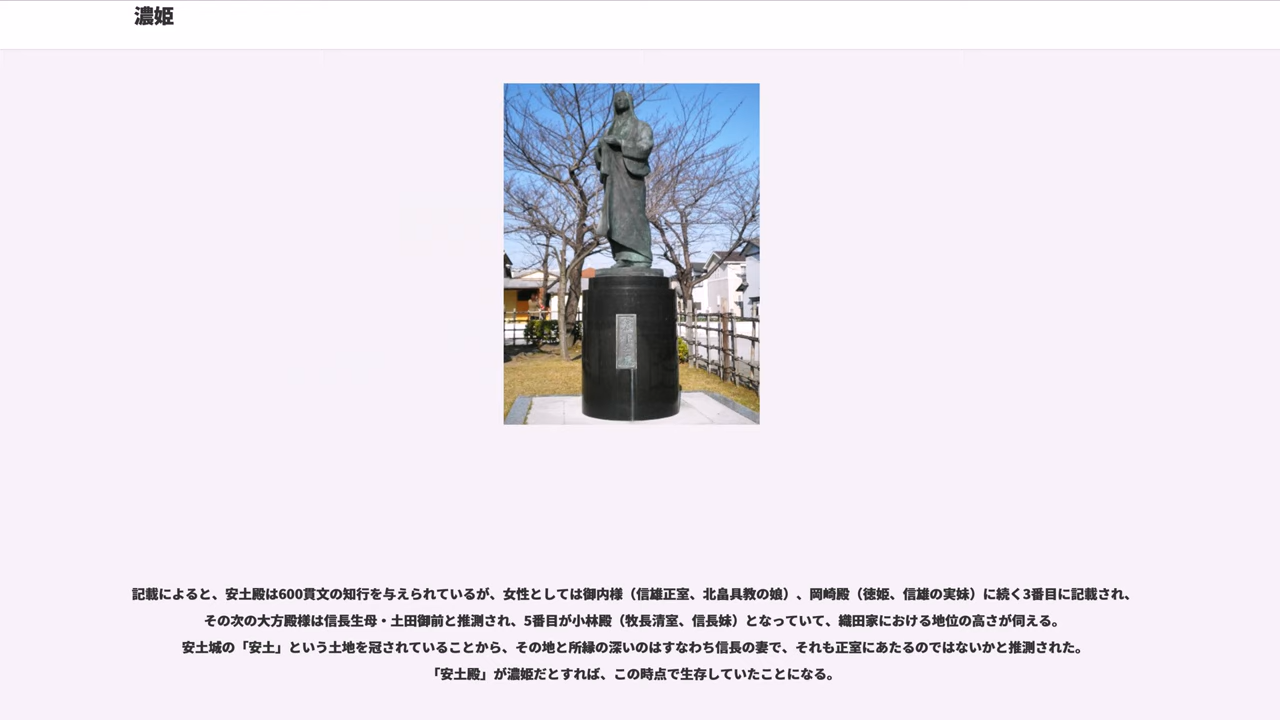 濃姫
記載によると、安土殿は600貫文の知行を与えられているが、女性としては御内様（信雄正室、北畠具教の娘）、岡崎殿（徳姫、信雄の実妹）に続く3番目に記載され、
その次の大方殿様は信長生母・土田御前と推測され、5番目が小林殿（牧長清室、信長妹）となっていて、織田家における地位の高さが伺える。
安土城の「安土」という土地を冠されていることから、その地と所縁の深いのはすなわち信長の妻で、それも正室にあたるのではないかと推測された。
「安土殿」が濃姫だとすれば、この時点で生存していたことになる。